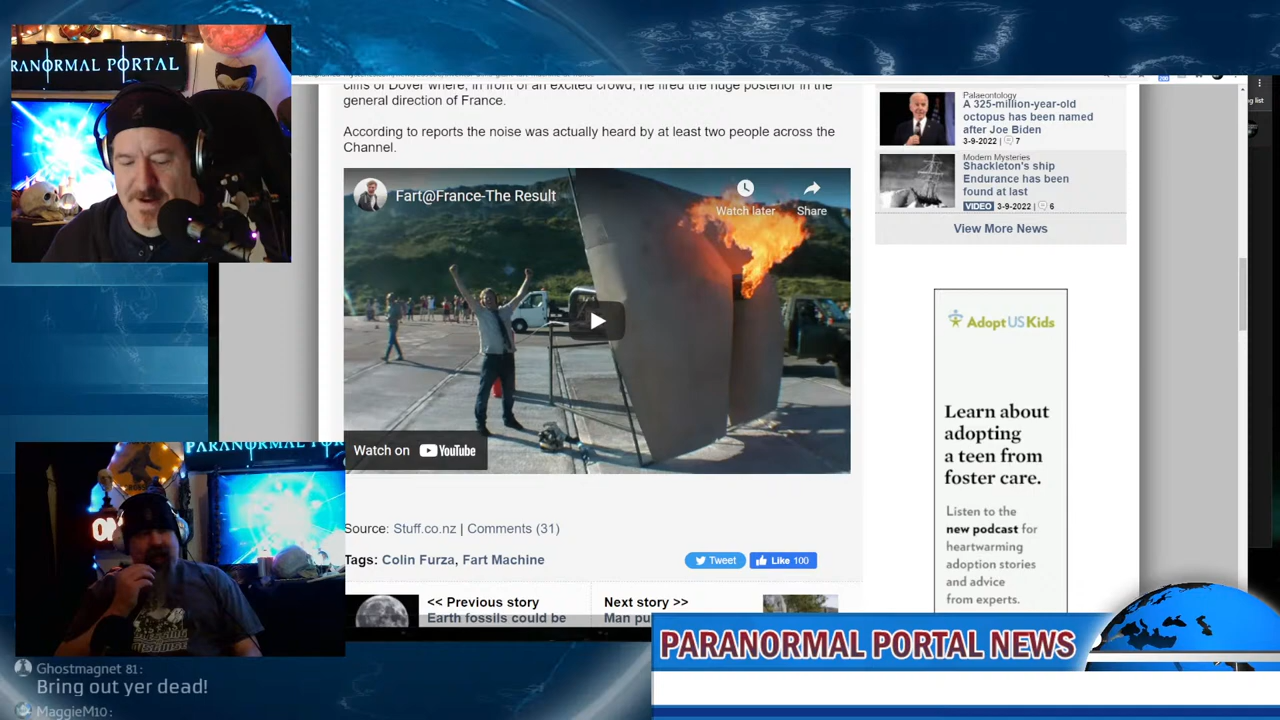 PARANORMAL PORTAL
cliffs of Dover where, in front of an excited crowd, he fired the huge posterior in the
general direction of France.
According to reports the noise was actually heard by at least two people across the
Channel.
Fart@France-The Result
Watch later
Share
Watch on YouTube
Source: Stuff.co.nz | Comments (31)
Tags: Colin Furza, Fart Machine
Tweet
Like 100
<< Previous story
Earth fossils could be
Next story >>
Man pu
Palaeontology
A 325-million-year-old
octopus has been named
after Joe Biden
3-9-2022 | 7
Modern Mysteries
Shackleton's ship
Endurance has been
found at last
VIDEO 3-9-2022 | 6
View More News
AdoptUSKids
Learn about
adopting
a teen from
foster care.
Listen to the
new podcast for
heartwarming
adoption stories
and advice
from experts.
ng list
PARANORMAL POR
PARANORMAL PORTAL NEWS
Ghostmagnet 81:
Bring out yer dead!
MaggieM10: